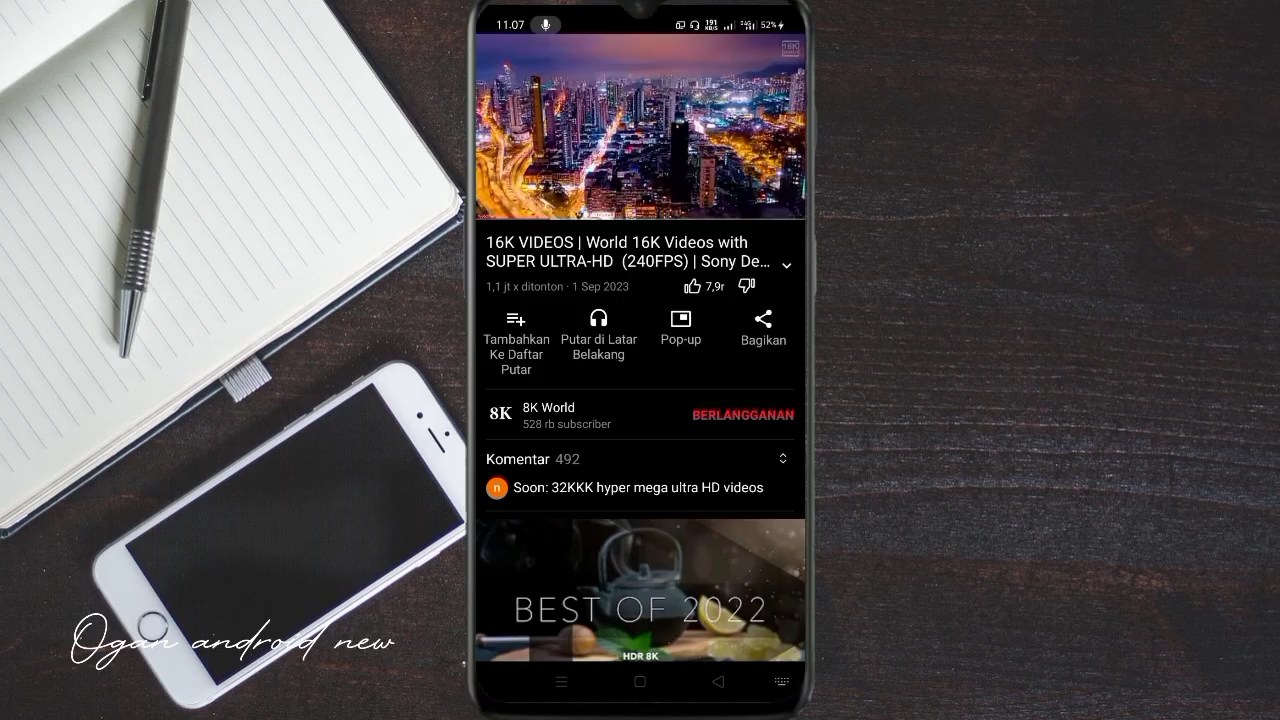 11.07
191
KB/S
52%
16K
16K VIDEOS | World 16K Videos with
SUPER ULTRA-HD (240FPS) | Sony De...
1,1 jt x ditonton · 1 Sep 2023
7,9r
Tambahkan
Ke Daftar
Putar
Putar di Latar
Belakang
Pop-up
Bagikan
8K
8K World
528 rb subscriber
BERLANGGANAN
Komentar 492
n
Soon: 32KKK hyper mega ultra HD videos
BEST OF 2022
HDR 8K
Ogan android new